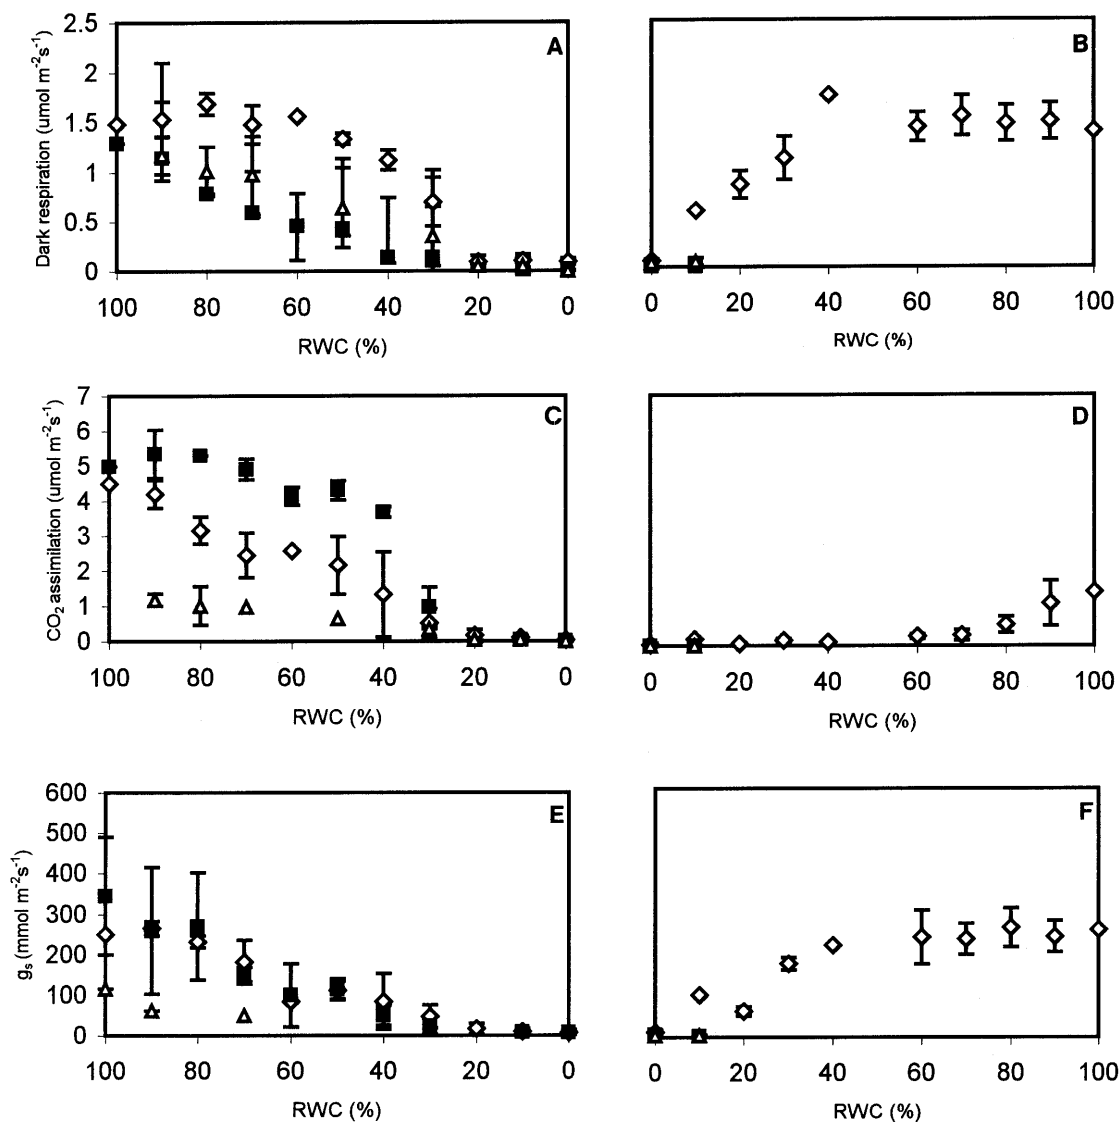 A
Dark respiration (umol m⁻²s⁻¹)
2.5
2
1.5
1
0.5
0
100 80 60 40 20 0
RWC (%)
B
0 20 40 60 80 100
RWC (%)
C
CO₂ assimilation (umol m⁻²s⁻¹)
7
6
5
4
3
2
1
0
100 80 60 40 20 0
RWC (%)
D
0 20 40 60 80 100
RWC (%)
E
gₛ (mmol m⁻²s⁻¹)
600
500
400
300
200
100
0
100 80 60 40 20 0
RWC (%)
F
0 20 40 60 80 100
RWC (%)